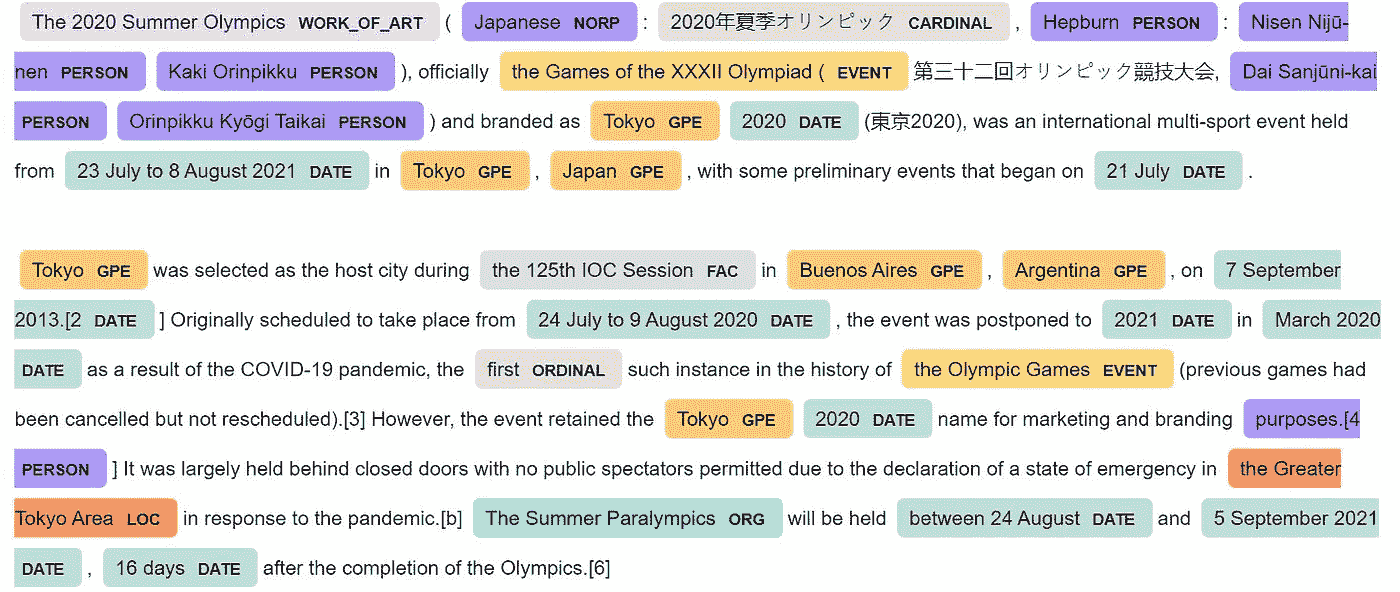 The 2020 Summer Olympics WORK_OF_ART ( Japanese NORP : 2020年夏季オリンピック CARDINAL , Hepburn PERSON : Nisen Nijū-
nen PERSON Kaki Orinpikku PERSON ), officially the Games of the XXXII Olympiad ( EVENT 第三十二回オリンピック競技大会, Dai Sanjūni-kai
PERSON Orinpikku Kyōgi Taikai PERSON ) and branded as Tokyo GPE 2020 DATE (東京2020), was an international multi-sport event held
from 23 July to 8 August 2021 DATE in Tokyo GPE , Japan GPE , with some preliminary events that began on 21 July DATE .
Tokyo GPE was selected as the host city during the 125th IOC Session FAC in Buenos Aires GPE , Argentina GPE , on 7 September
2013.[2 DATE ] Originally scheduled to take place from 24 July to 9 August 2020 DATE , the event was postponed to 2021 DATE in March 2020
DATE as a result of the COVID-19 pandemic, the first ORDINAL such instance in the history of the Olympic Games EVENT (previous games had
been cancelled but not rescheduled).[3] However, the event retained the Tokyo GPE 2020 DATE name for marketing and branding purposes.[4
PERSON ] It was largely held behind closed doors with no public spectators permitted due to the declaration of a state of emergency in the Greater
Tokyo Area LOC in response to the pandemic.[b] The Summer Paralympics ORG will be held between 24 August DATE and 5 September 2021
DATE , 16 days DATE after the completion of the Olympics.[6]